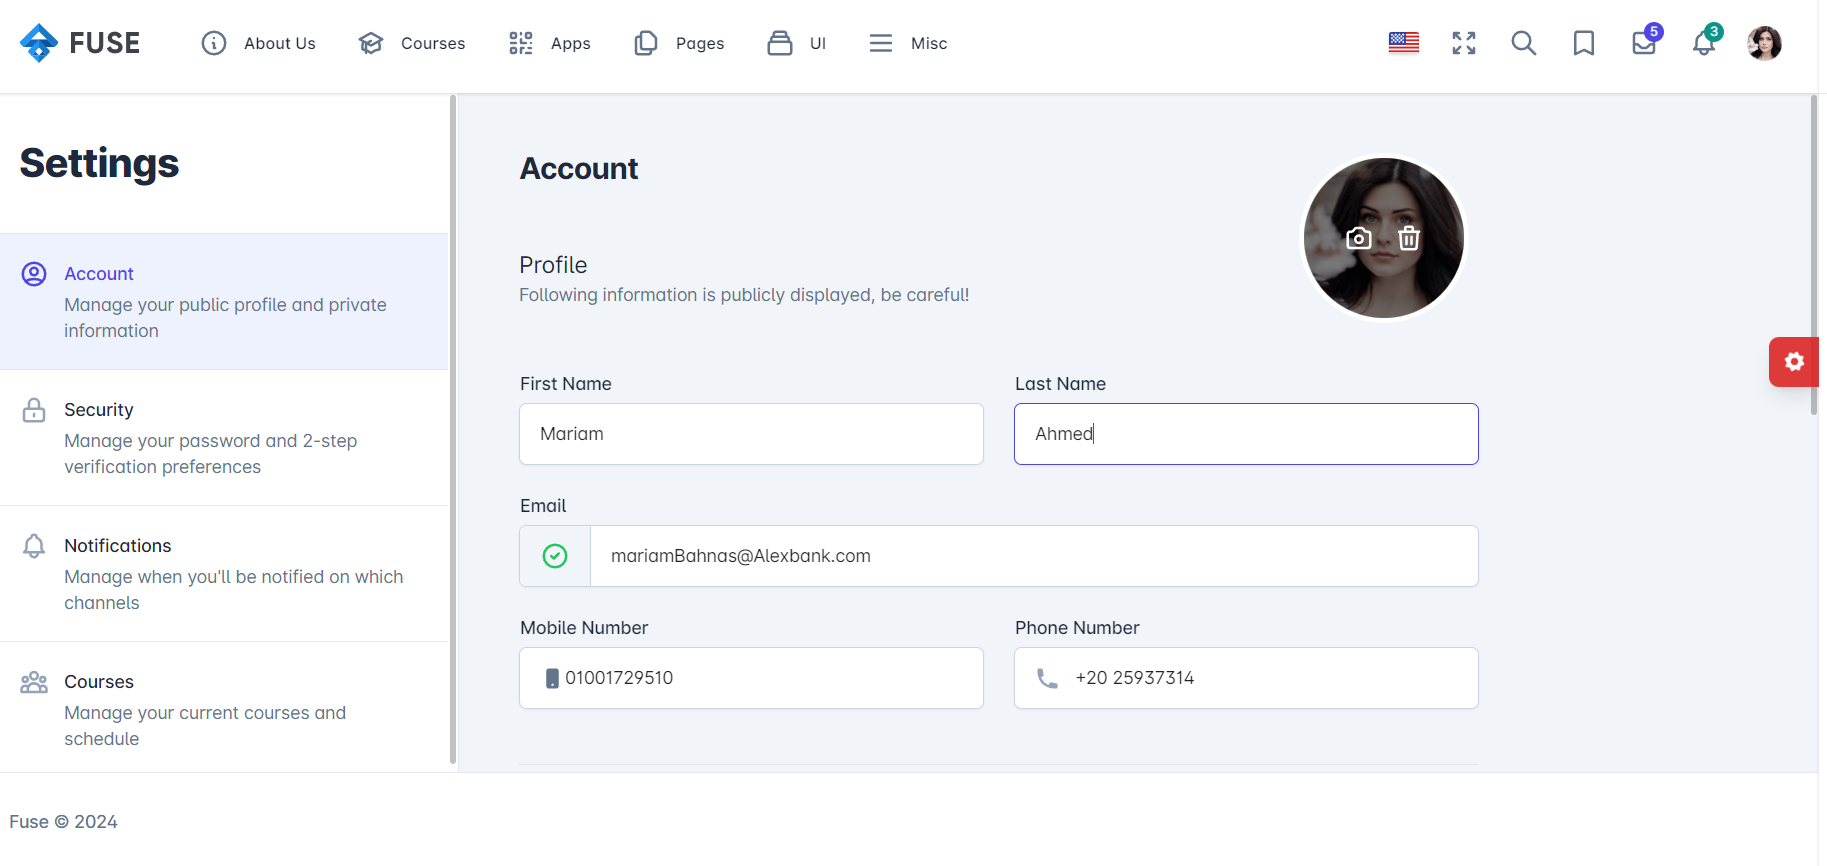 FUSE
About Us
Courses
Apps
Pages
UI
Misc
5
3
Settings
Account
Manage your public profile and private
information
Security
Manage your password and 2-step
verification preferences
Notifications
Manage when you'll be notified on which
channels
Courses
Manage your current courses and
schedule
Account
Profile
Following information is publicly displayed, be careful!
First Name
Last Name
Mariam
Ahmed
Email
mariamBahnas@Alexbank.com
Mobile Number
Phone Number
01001729510
+20 25937314
Fuse © 2024